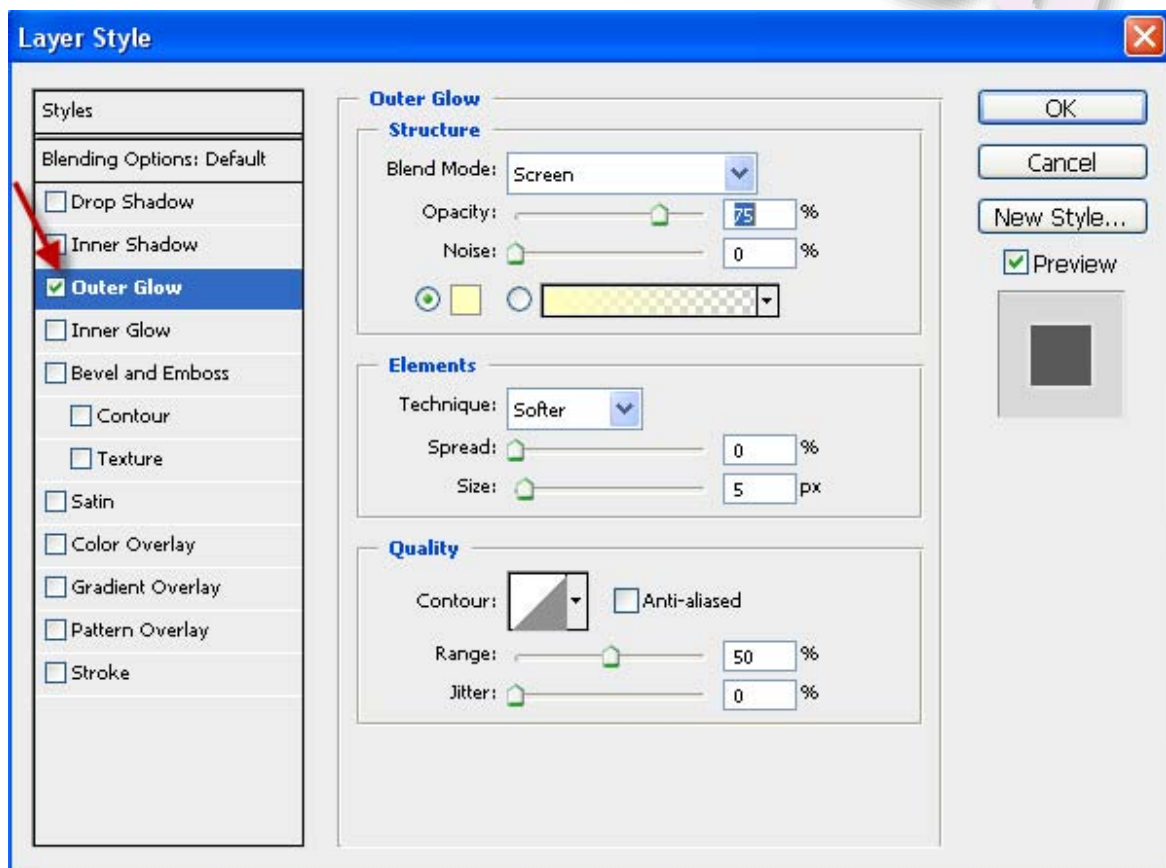 Layer Style
Styles
Blending Options: Default
Drop Shadow
Inner Shadow
Outer Glow
Inner Glow
Bevel and Emboss
Contour
Texture
Satin
Color Overlay
Gradient Overlay
Pattern Overlay
Stroke
Outer Glow
Structure
Blend Mode: Screen
Opacity: 75 %
Noise: 0 %
Elements
Technique: Softer
Spread: 0 %
Size: 5 px
Quality
Contour: Anti-aliased
Range: 50 %
Jitter: 0 %
OK
Cancel
New Style...
Preview